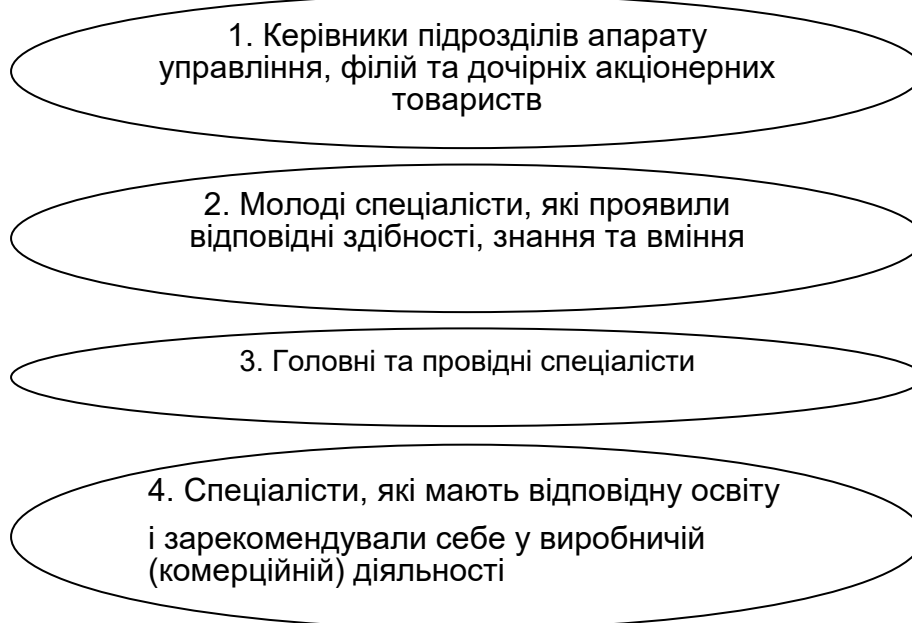 1. Керівники підрозділів апарату
управління, філій та дочірніх акціонерних
товариств
2. Молоді спеціалісти, які проявили
відповідні здібності, знання та вміння
3. Головні та провідні спеціалісти
4. Спеціалісти, які мають відповідну освіту
і зарекомендували себе у виробничій
(комерційній) діяльності